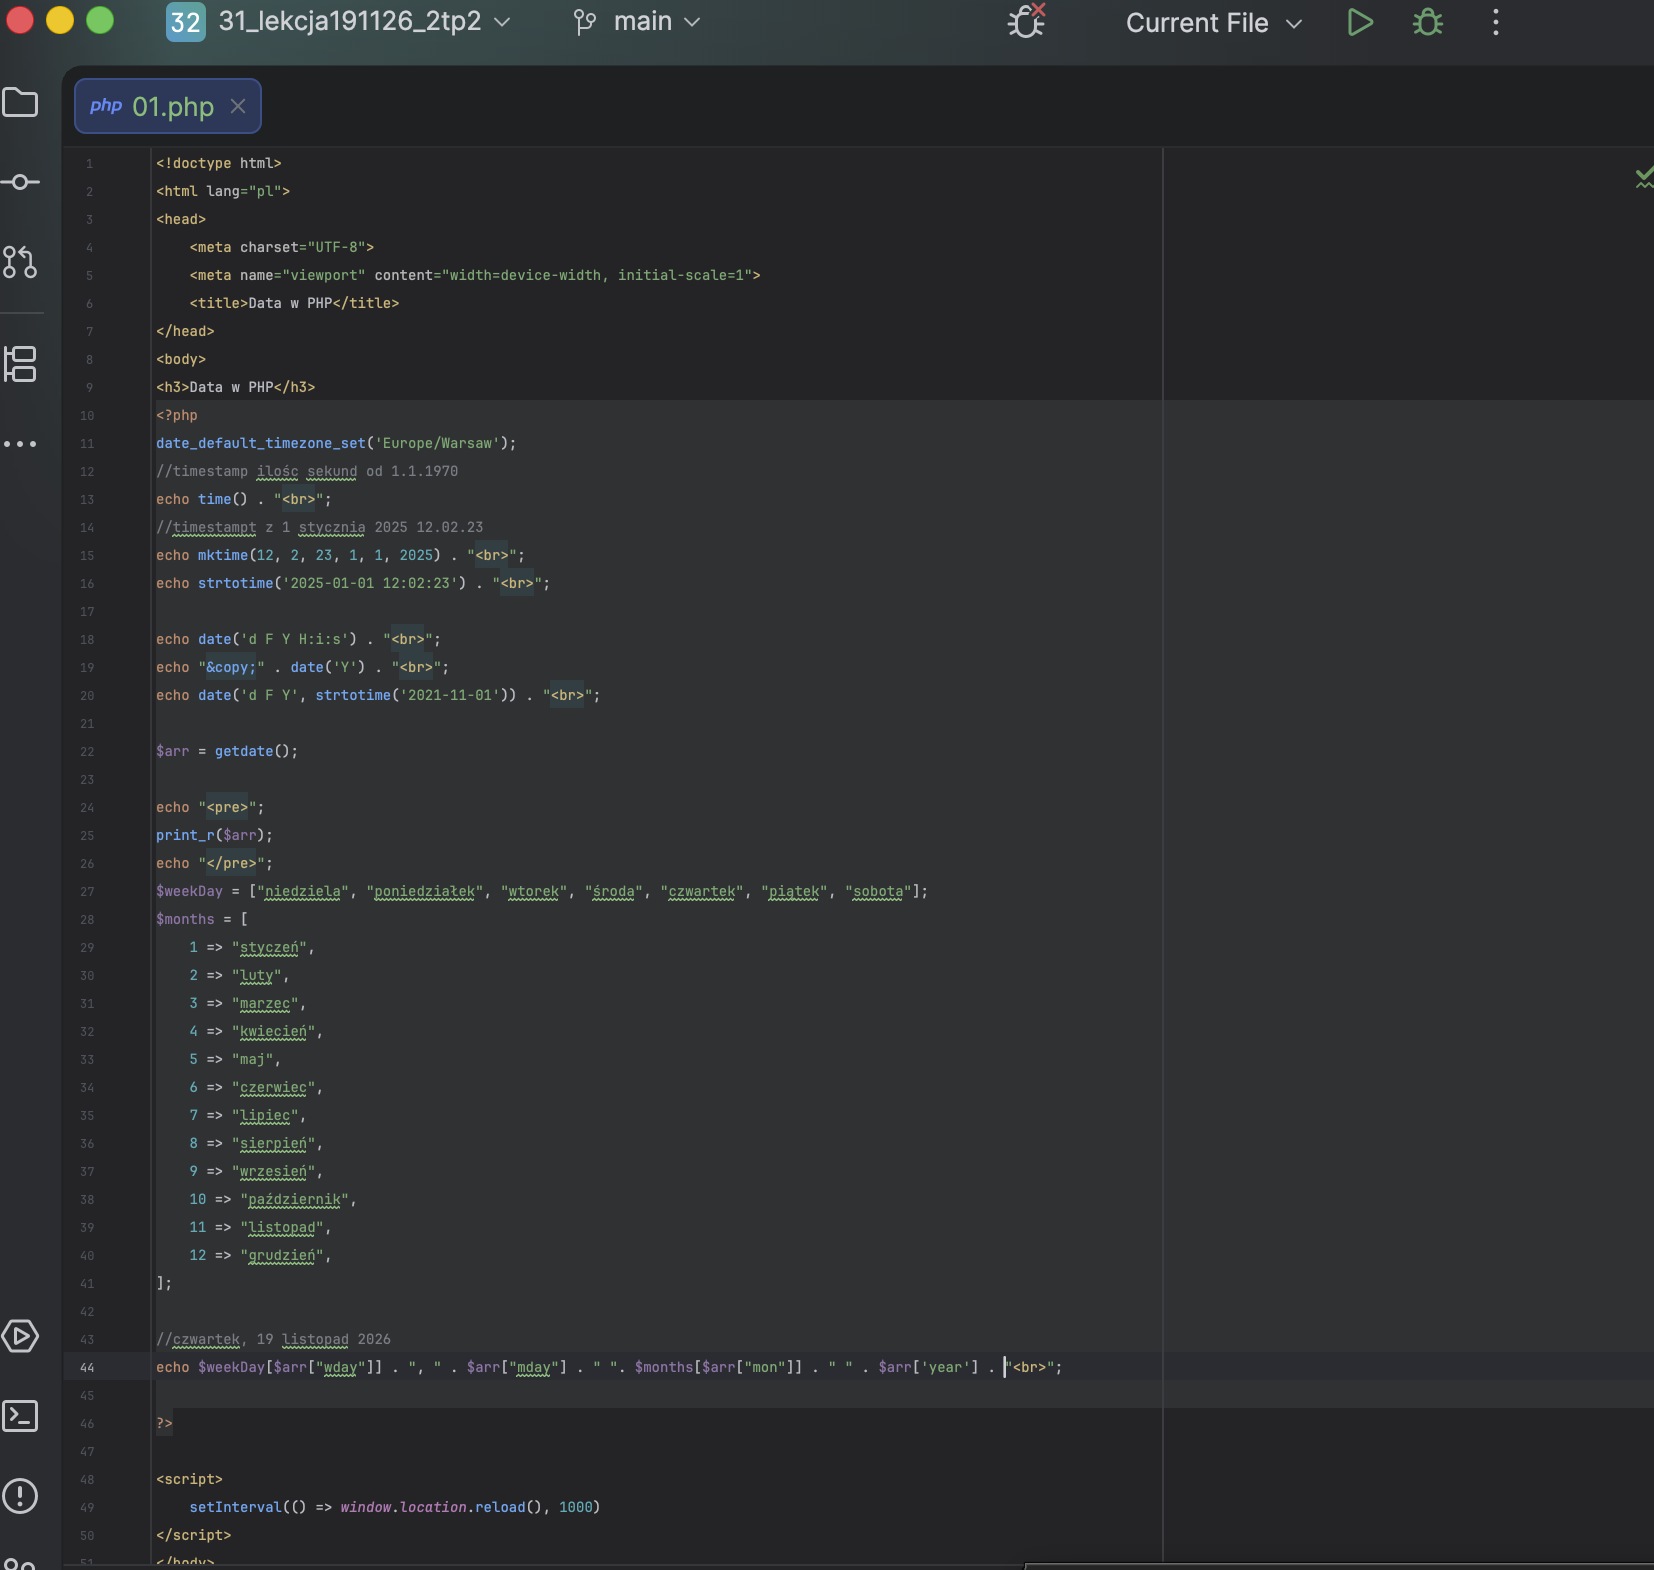 32 31_lekcja191126_2tp2 main Current File
php 01.php
1 <!doctype html>
2 <html lang="pl">
3 <head>
4 <meta charset="UTF-8">
5 <meta name="viewport" content="width=device-width, initial-scale=1">
6 <title>Data w PHP</title>
7 </head>
8 <body>
9 <h3>Data w PHP</h3>
10 <?php
11 date_default_timezone_set('Europe/Warsaw');
12 //timestamp ilośc sekund od 1.1.1970
13 echo time() . "<br>";
14 //timestampt z 1 stycznia 2025 12.02.23
15 echo mktime(12, 2, 23, 1, 1, 2025) . "<br>";
16 echo strtotime('2025-01-01 12:02:23') . "<br>";
17
18 echo date('d F Y H:i:s') . "<br>";
19 echo "&copy;" . date('Y') . "<br>";
20 echo date('d F Y', strtotime('2021-11-01')) . "<br>";
21
22 $arr = getdate();
23
24 echo "<pre>";
25 print_r($arr);
26 echo "</pre>";
27 $weekDay = ["niedziela", "poniedziałek", "wtorek", "środa", "czwartek", "piątek", "sobota"];
28 $months = [
29 1 => "styczeń",
30 2 => "luty",
31 3 => "marzec",
32 4 => "kwiecień",
33 5 => "maj",
34 6 => "czerwiec",
35 7 => "lipiec",
36 8 => "sierpień",
37 9 => "wrzesień",
38 10 => "październik",
39 11 => "listopad",
40 12 => "grudzień",
41 ];
42
43 //czwartek, 19 listopad 2026
44 echo $weekDay[$arr["wday"]] . ", " . $arr["mday"] . " ". $months[$arr["mon"]] . " " . $arr['year'] . "<br>";
45
46 ?>
47
48 <script>
49 setInterval(() => window.location.reload(), 1000)
50 </script>
51 </body>